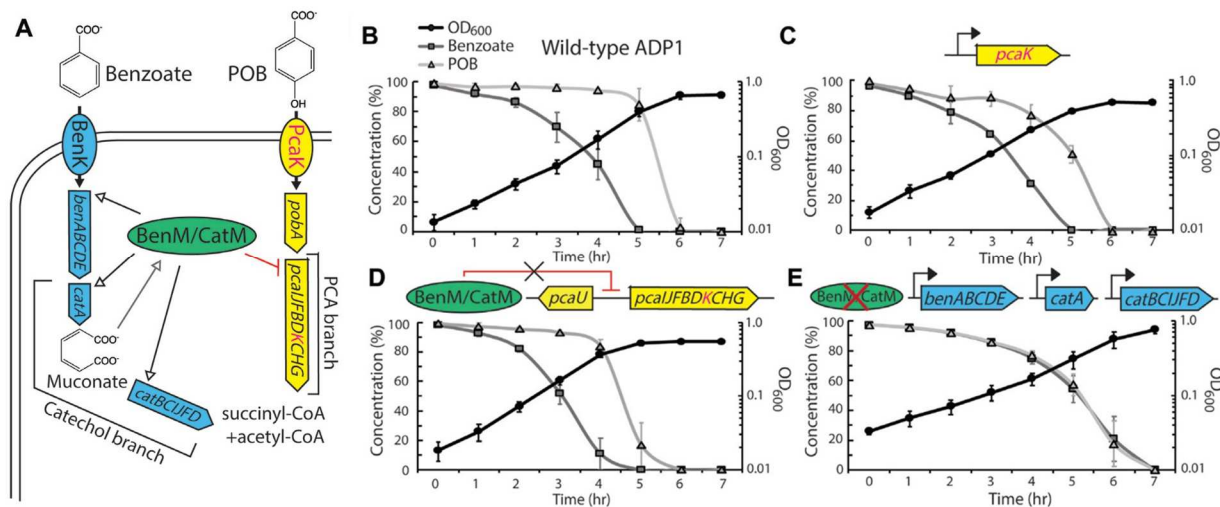 A
COO-
Benzoate
COO-
POB
OH
BenK
PcaK
benABCDE
pobA
BenM/CatM
catA
pcaIJFBDKCHG
PCA branch
COO-
COO-
Muconate
catBCIJFD
Catechol branch
succinyl-CoA
+acetyl-CoA
B
OD600
Benzoate
POB
Wild-type ADP1
Concentration (%)
100
80
60
40
20
0
1.0
0.1
0.01
OD600
0 1 2 3 4 5 6 7
Time (hr)
C
pcaK
Concentration (%)
100
80
60
40
20
0
1.0
0.1
0.01
OD600
0 1 2 3 4 5 6 7
Time (hr)
D
BenM/CatM
pcaU
pcaIJFBDKCHG
Concentration (%)
100
80
60
40
20
0
1.0
0.1
0.01
OD600
0 1 2 3 4 5 6 7
Time (hr)
E
BenM/CatM
benABCDE
catA
catBCIJFD
Concentration (%)
100
80
60
40
20
0
1.0
0.1
0.01
OD600
0 1 2 3 4 5 6 7
Time (hr)